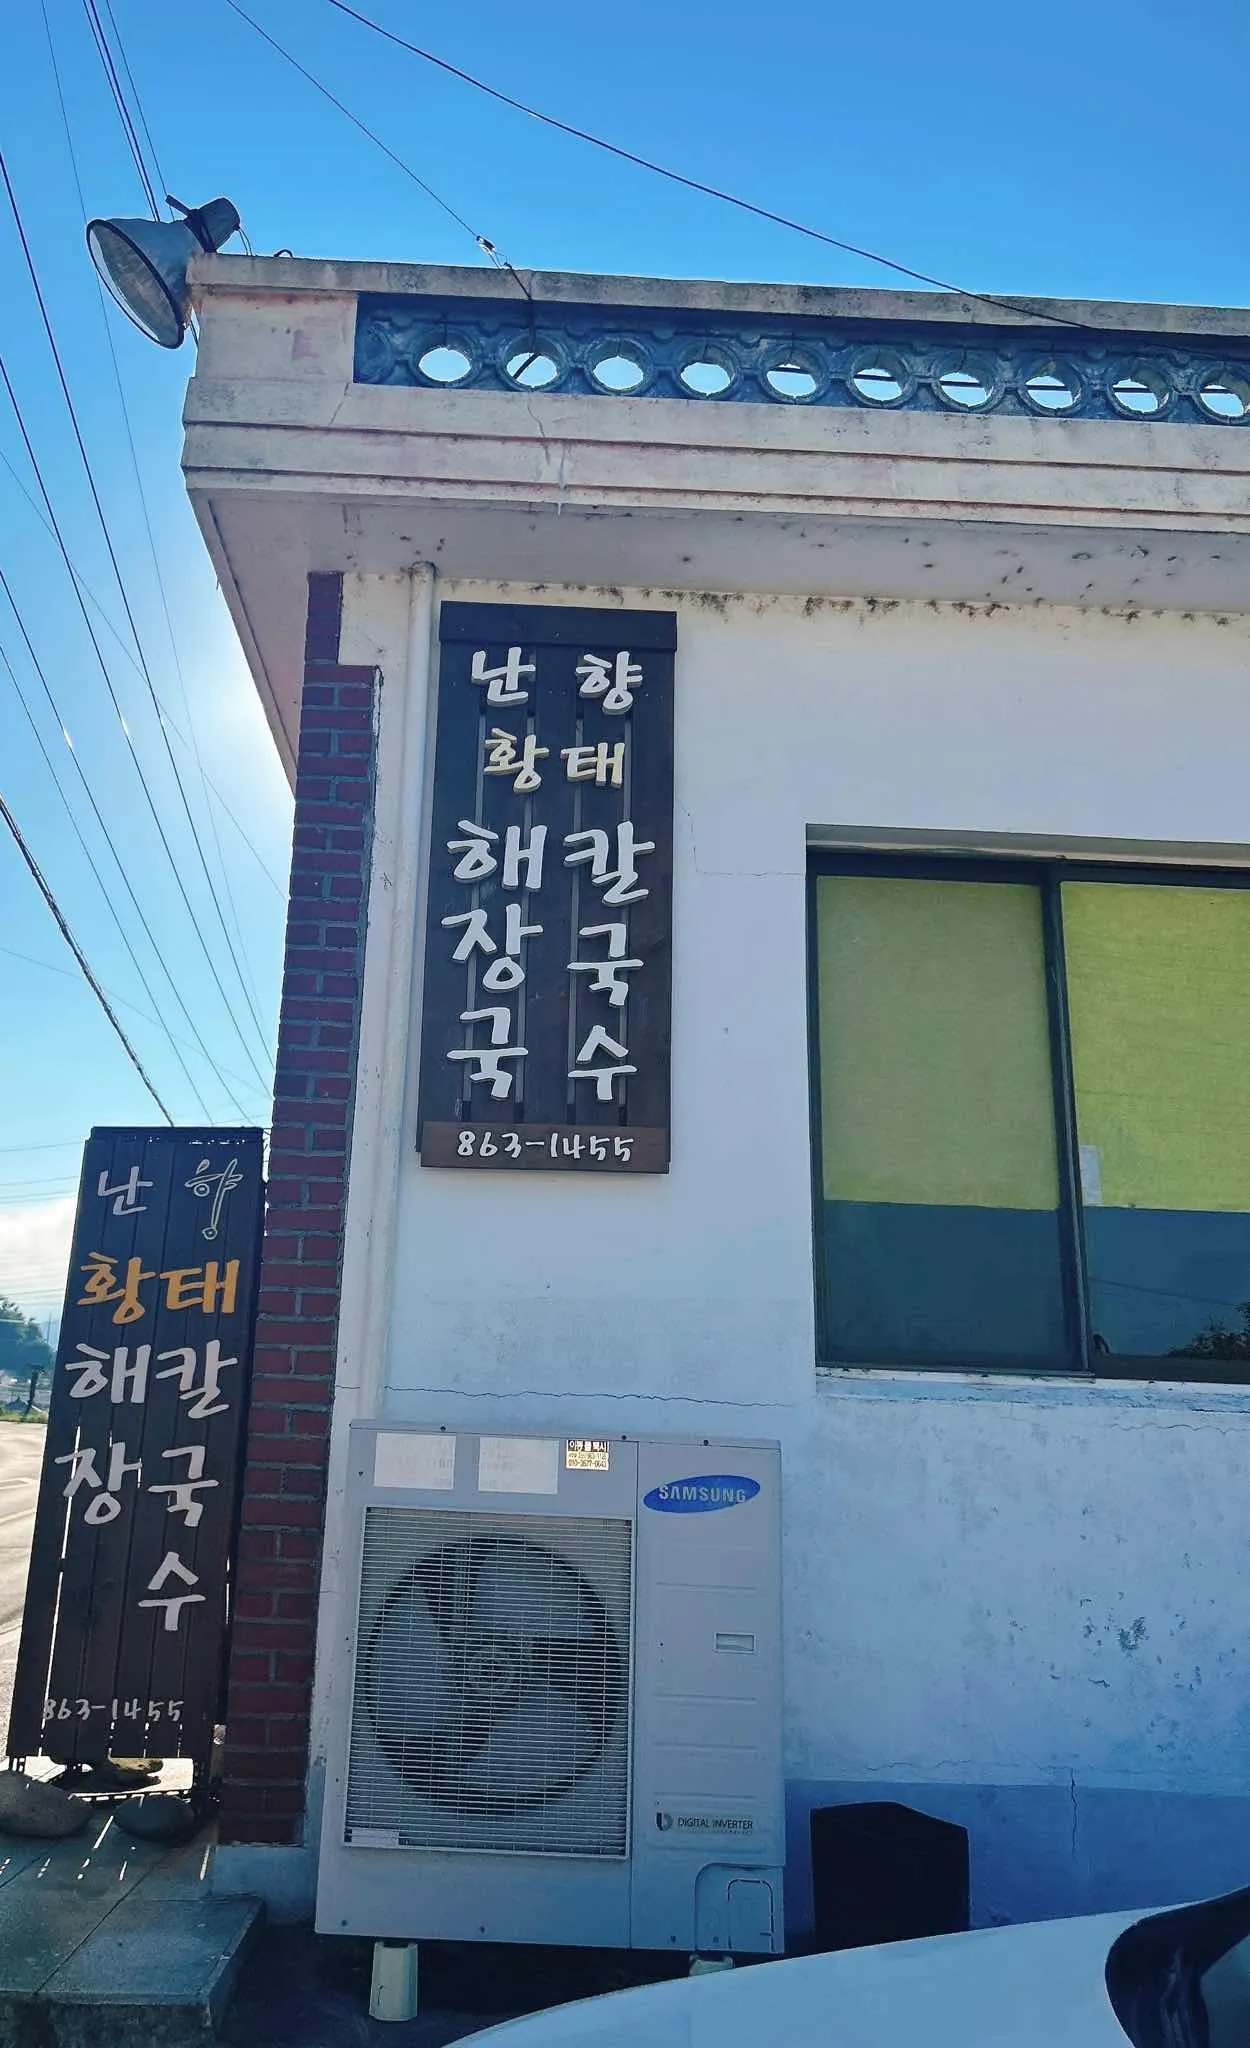 난 향
황태
해장국
칼국수
863-1455
난 향
황태
해장
칼국수
863-1455
SAMSUNG
DIGITAL INVERTER